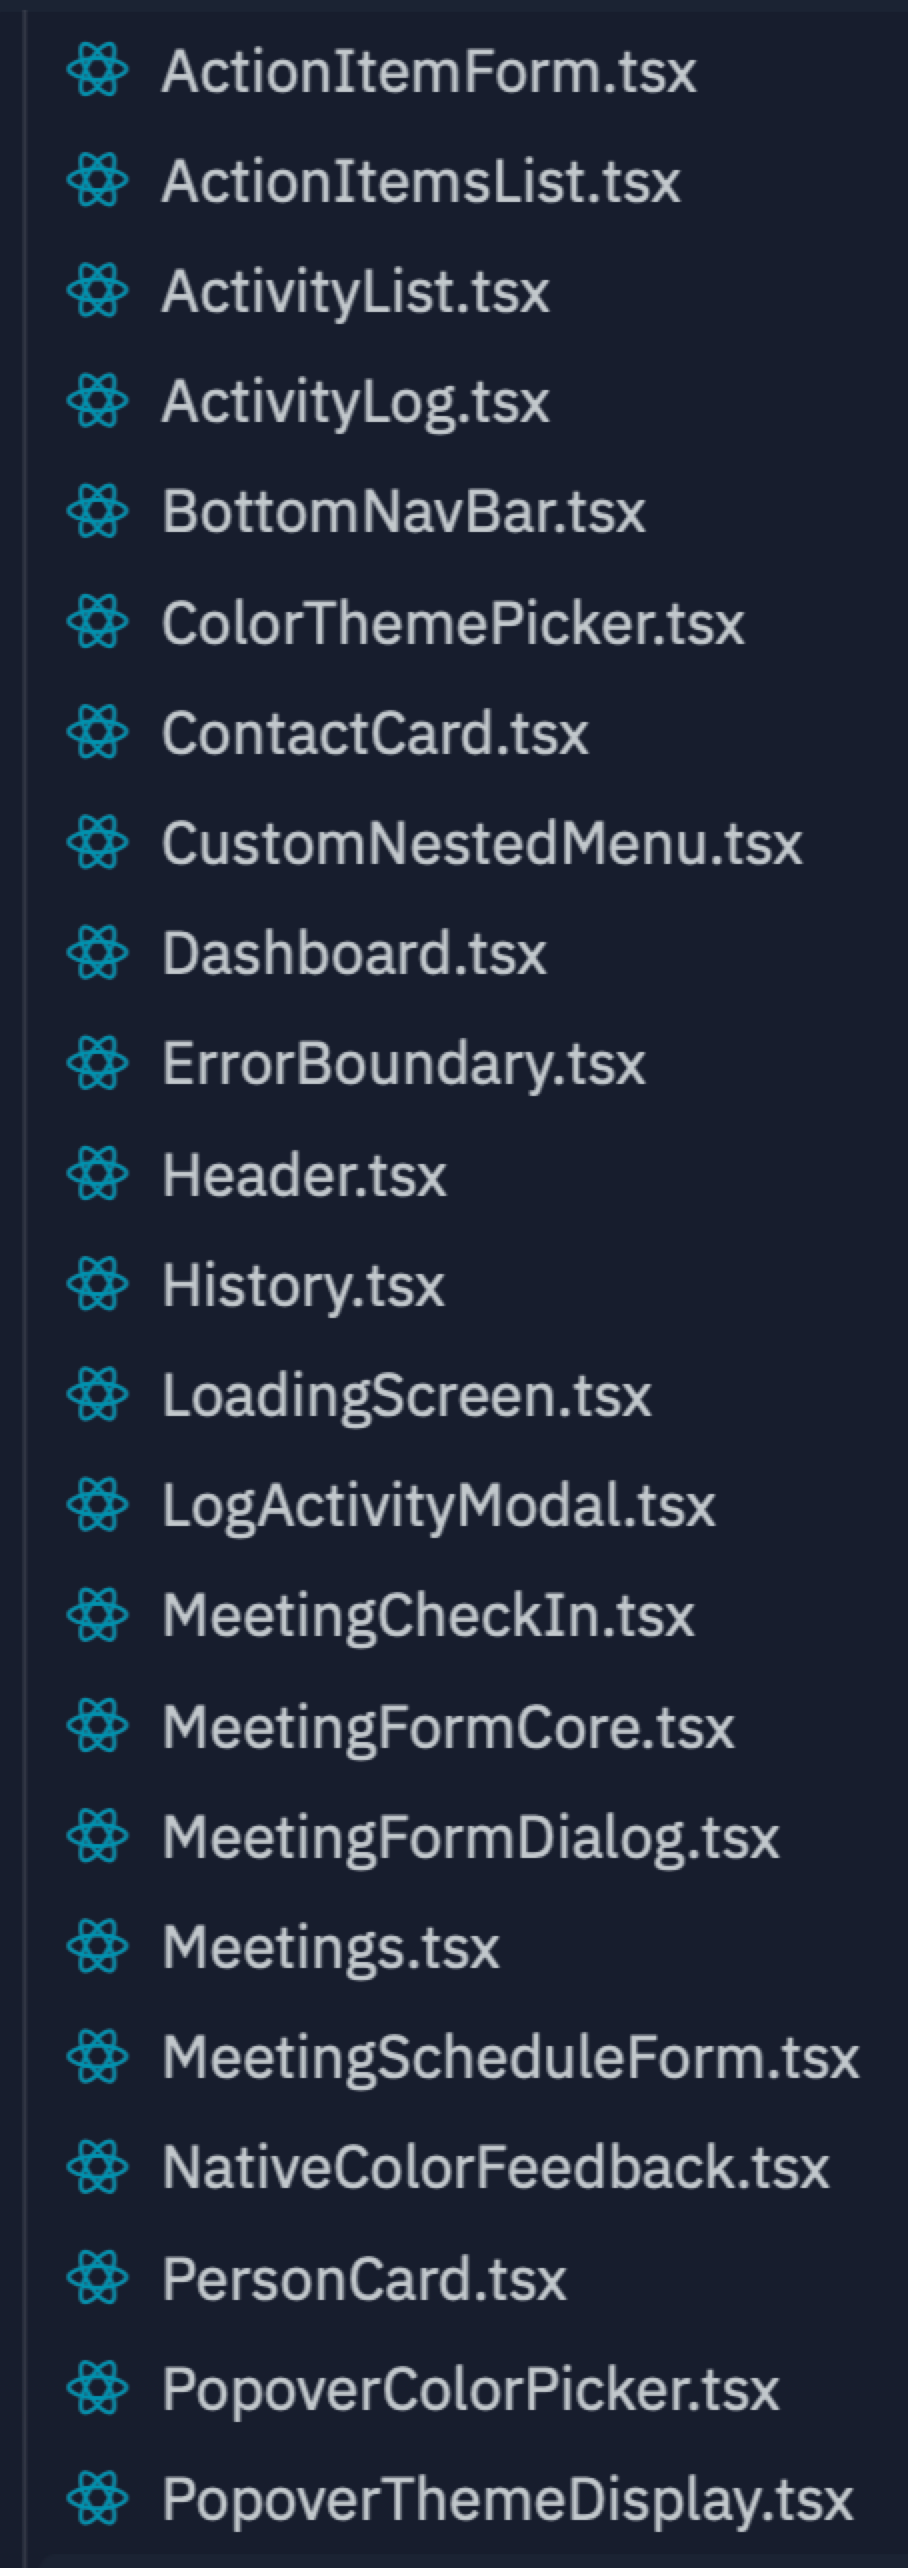 ActionItemForm.tsx
ActionItemsList.tsx
ActivityList.tsx
ActivityLog.tsx
BottomNavBar.tsx
ColorThemePicker.tsx
ContactCard.tsx
CustomNestedMenu.tsx
Dashboard.tsx
ErrorBoundary.tsx
Header.tsx
History.tsx
LoadingScreen.tsx
LogActivityModal.tsx
MeetingCheckIn.tsx
MeetingFormCore.tsx
MeetingFormDialog.tsx
Meetings.tsx
MeetingScheduleForm.tsx
NativeColorFeedback.tsx
PersonCard.tsx
PopoverColorPicker.tsx
PopoverThemeDisplay.tsx